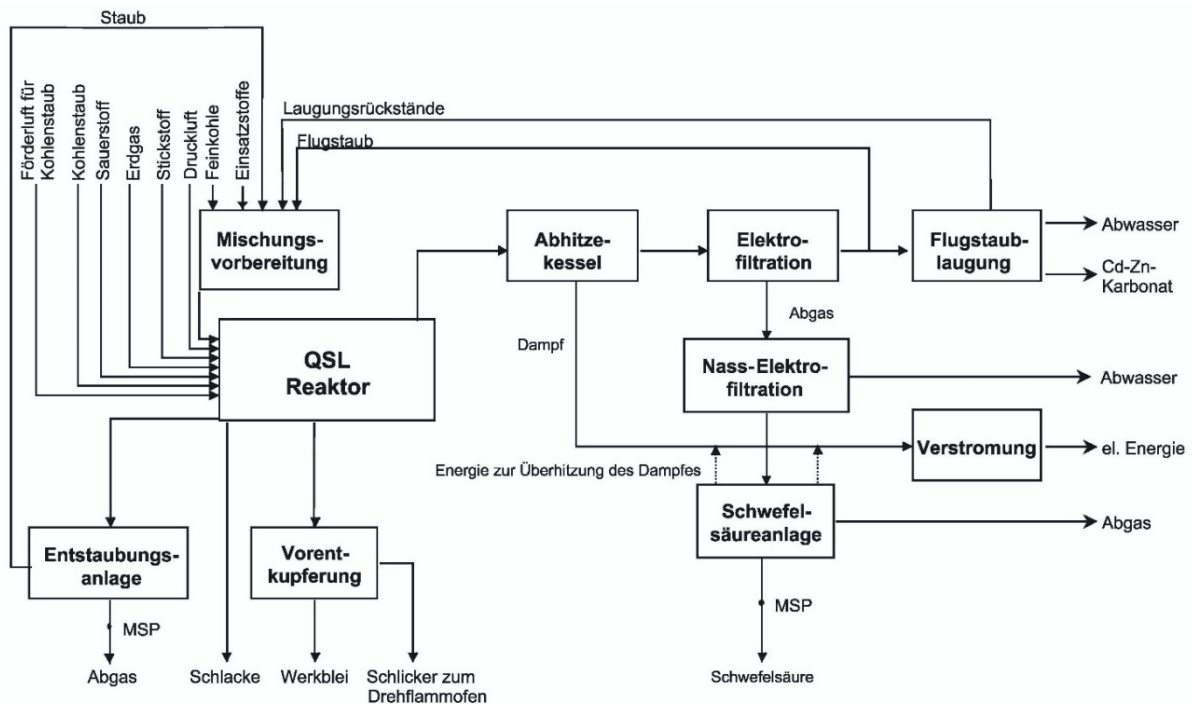 Staub
Förderluft für
Kohlenstaub
Kohlenstaub
Sauerstoff
Erdgas
Stickstoff
Druckluft
Feinkohle
Einsatzstoffe
Laugungsrückstände
Flugstaub
Mischungs-
vorbereitung
Abhitze-
kessel
Elektro-
filtration
Flugstaub-
laugung
Abwasser
Cd-Zn-
Karbonat
QSL
Reaktor
Dampf
Abgas
Nass-Elektro-
filtration
Abwasser
Energie zur Überhitzung des Dampfes
Verstromung
el. Energie
Schwefel-
säureanlage
Abgas
Entstaubungs-
anlage
Vorent-
kupferung
MSP
MSP
Abgas
Schlacke
Werkblei
Schlicker zum
Drehflammofen
Schwefelsäure